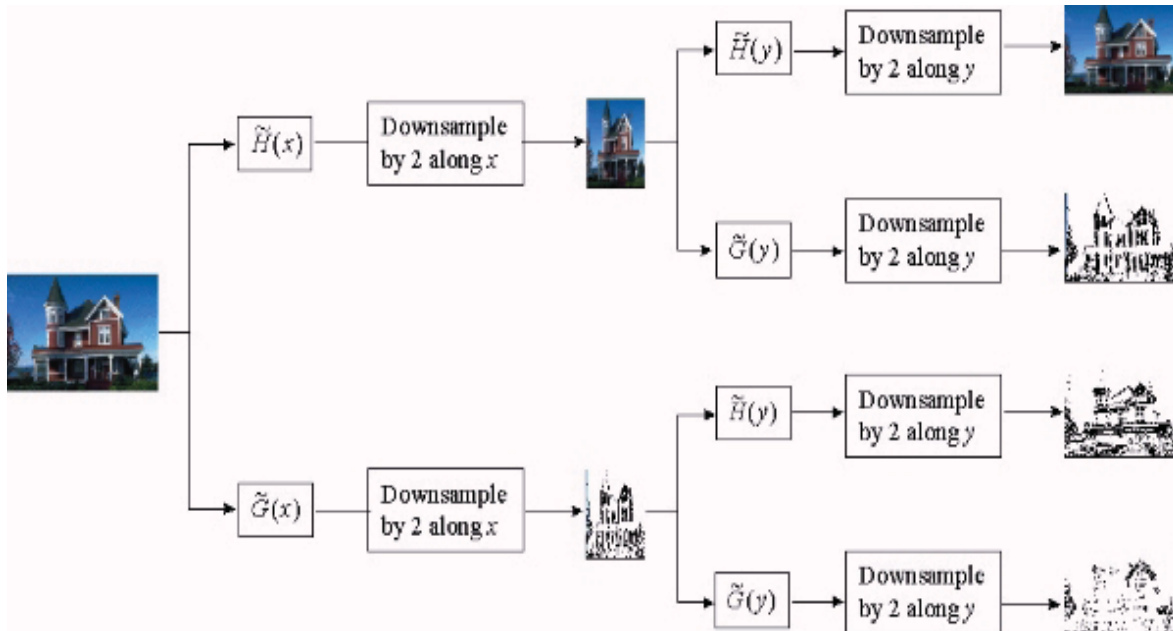 H̃(y)
Downsample
by 2 along y
H̃(x)
Downsample
by 2 along x
G̃(y)
Downsample
by 2 along y
H̃(y)
Downsample
by 2 along y
G̃(x)
Downsample
by 2 along x
G̃(y)
Downsample
by 2 along y